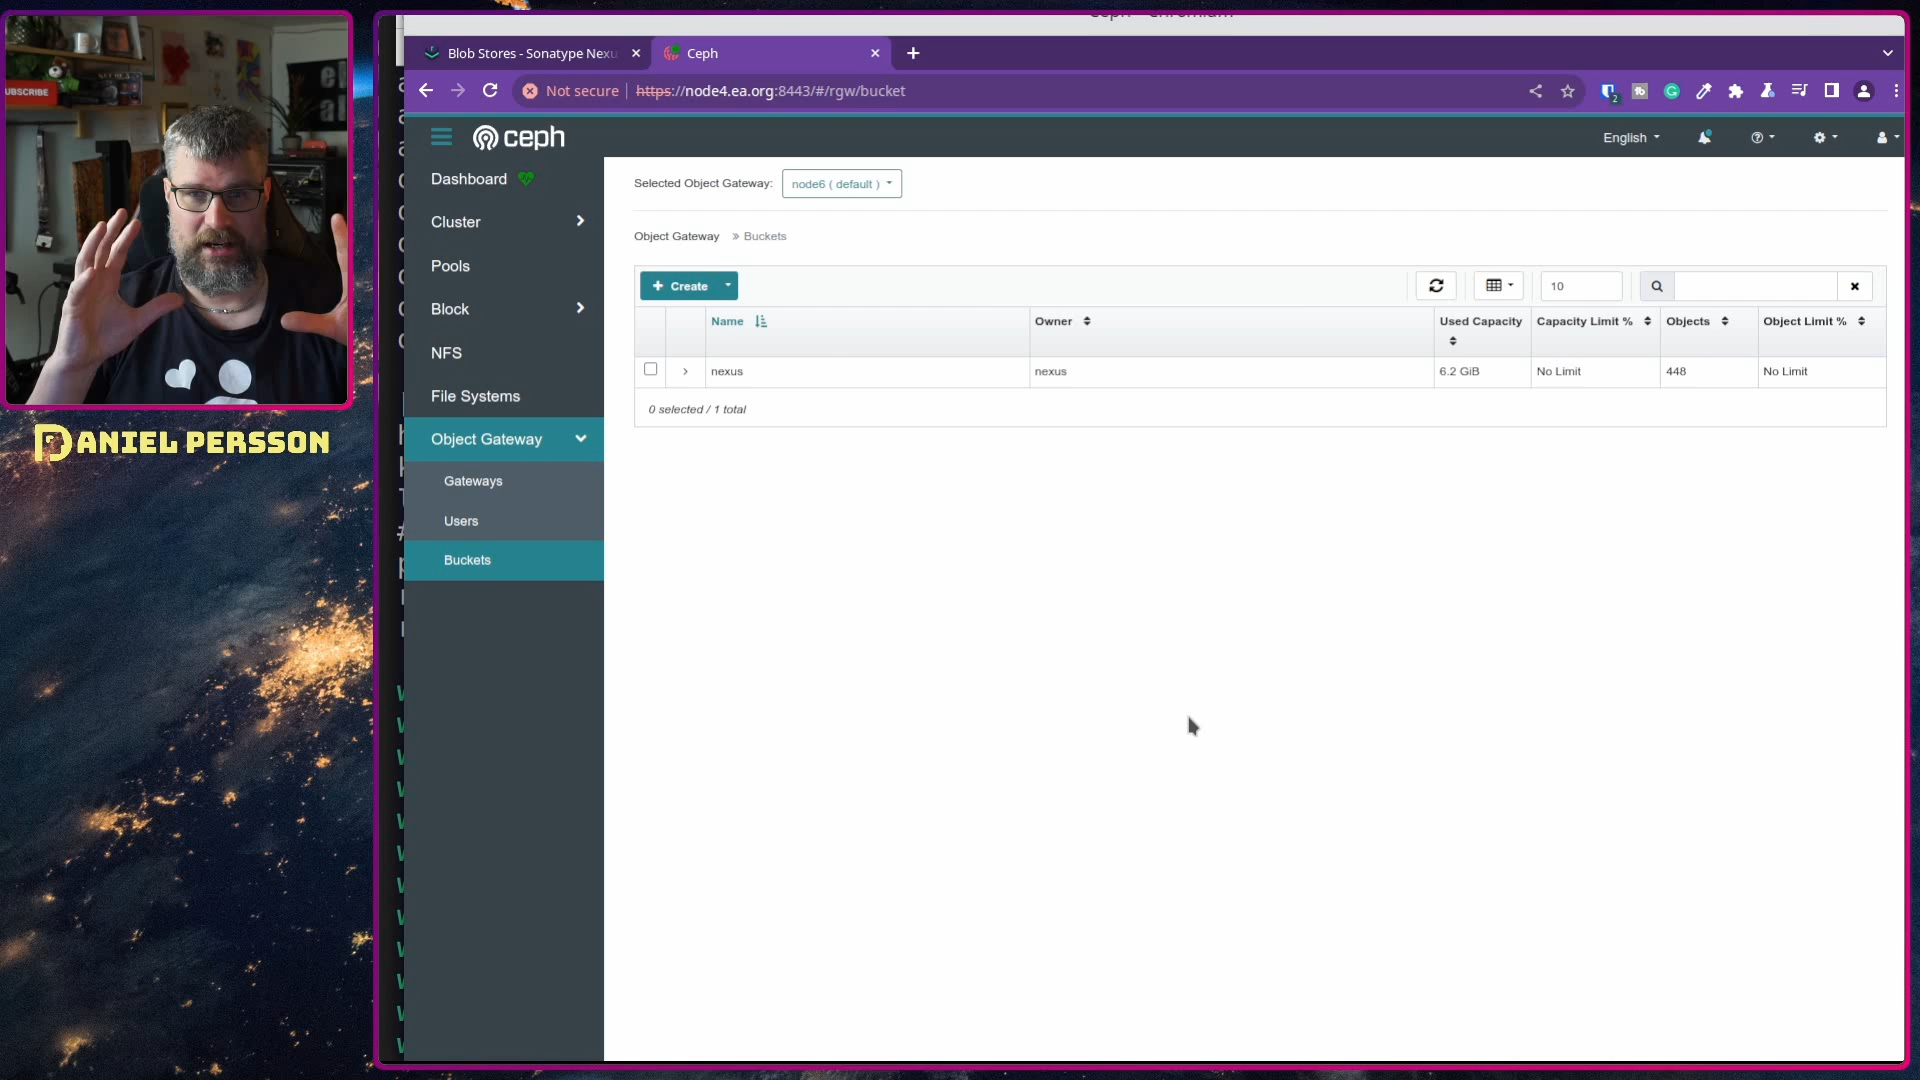 UBSCRIBE
DANIEL PERSSON
Blob Stores - Sonatype Nexu
Ceph
Not secure
https://node4.ea.org:8443/#/rgw/bucket
2
ceph
English
Dashboard
Cluster
Pools
Block
NFS
File Systems
Object Gateway
Gateways
Users
Buckets
Selected Object Gateway: node6 ( default )
Object Gateway » Buckets
Create
10
Name Owner Used Capacity Capacity Limit % Objects Object Limit %
nexus nexus 6.2 GiB No Limit 448 No Limit
0 selected / 1 total